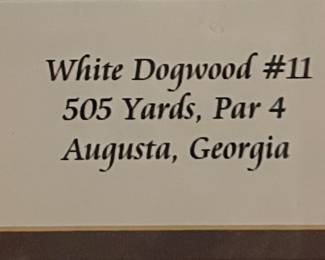 White Dogwood #11
505 Yards, Par 4
Augusta, Georgia